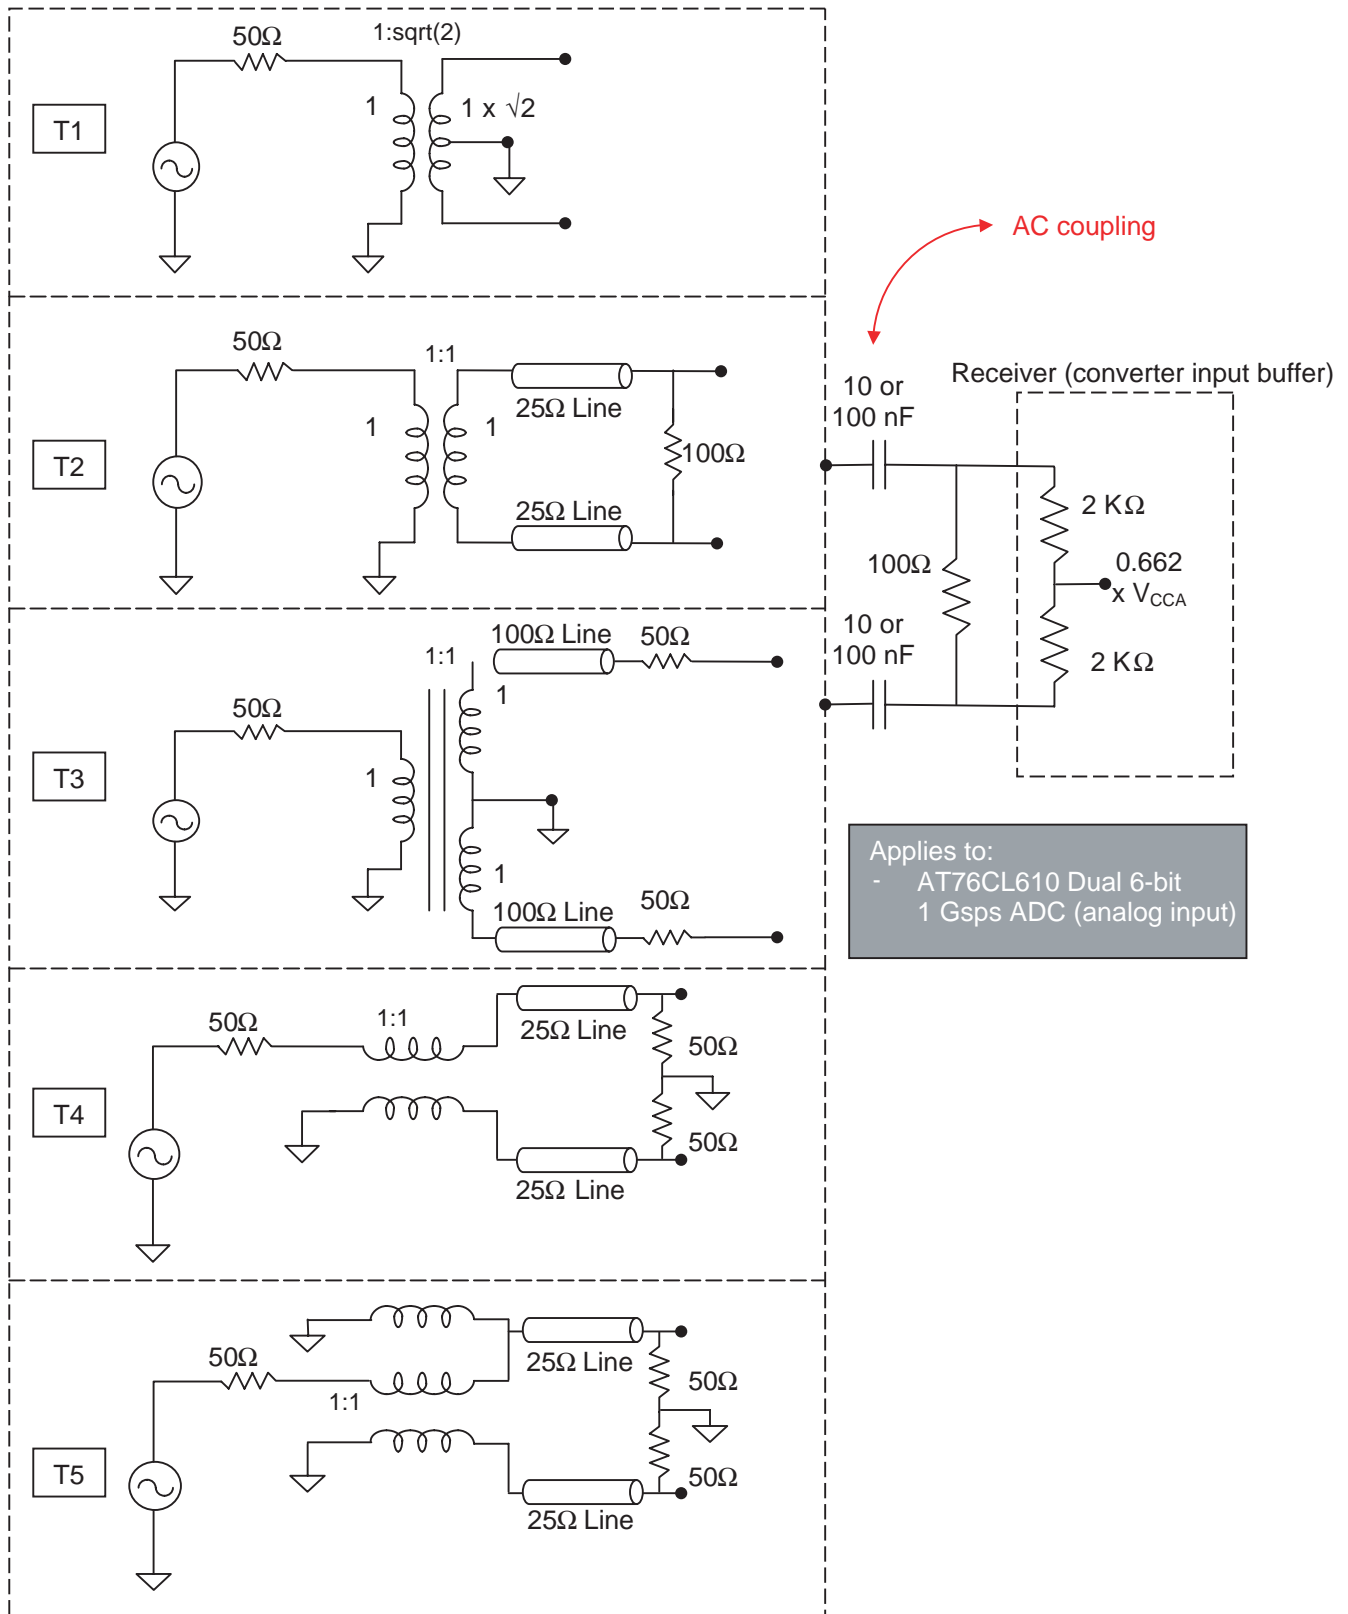 1:sqrt(2)
50Ω
1
1 x √2
T1
AC coupling
50Ω
1:1
25Ω Line
1
1
100Ω
T2
25Ω Line
10 or
100 nF
Receiver (converter input buffer)
2 KΩ
0.662
x VCCA
100Ω
10 or
100 nF
2 KΩ
100Ω Line
50Ω
1:1
1
50Ω
1
T3
1
100Ω Line
50Ω
Applies to:
- AT76CL610 Dual 6-bit
1 Gsps ADC (analog input)
50Ω
1:1
25Ω Line
50Ω
T4
50Ω
25Ω Line
50Ω
25Ω Line
50Ω
1:1
T5
50Ω
25Ω Line